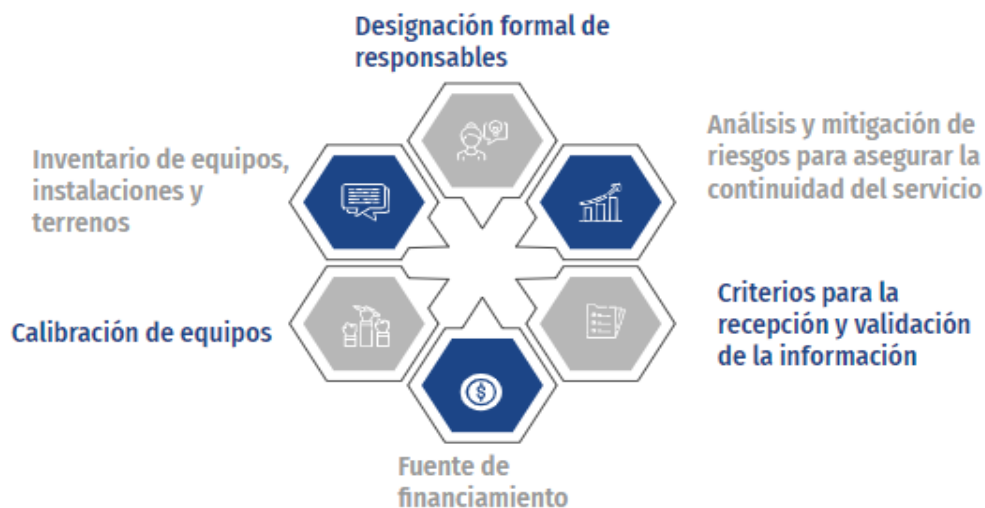 Designación formal de
responsables
Análisis y mitigación de
riesgos para asegurar la
continuidad del servicio
Inventario de equipos,
instalaciones y
terrenos
Criterios para la
recepción y validación
de la información
Calibración de equipos
$
Fuente de
financiamiento